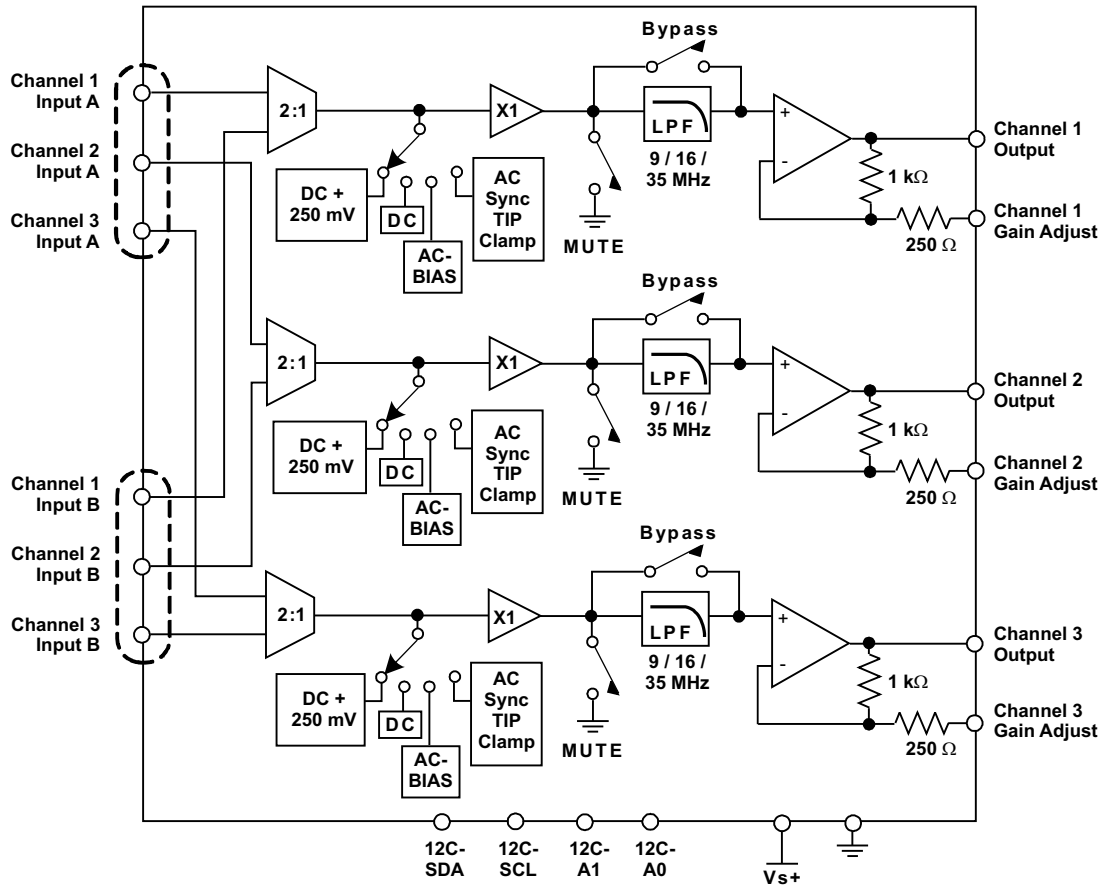 Channel 1
Input A
Channel 2
Input A
Channel 3
Input A
Channel 1
Input B
Channel 2
Input B
Channel 3
Input B
2:1
X1
Bypass
LPF
9 / 16 /
35 MHz
DC +
250 mV
DC
AC-
BIAS
AC
Sync
TIP
Clamp
MUTE
+
-
1 kΩ
250 Ω
Channel 1
Output
Channel 1
Gain Adjust
2:1
X1
Bypass
LPF
9 / 16 /
35 MHz
DC +
250 mV
DC
AC-
BIAS
AC
Sync
TIP
Clamp
MUTE
+
-
1 kΩ
250 Ω
Channel 2
Output
Channel 2
Gain Adjust
2:1
X1
Bypass
LPF
9 / 16 /
35 MHz
DC +
250 mV
DC
AC-
BIAS
AC
Sync
TIP
Clamp
MUTE
+
-
1 kΩ
250 Ω
Channel 3
Output
Channel 3
Gain Adjust
12C-
SDA
12C-
SCL
12C-
A1
12C-
A0
Vs+